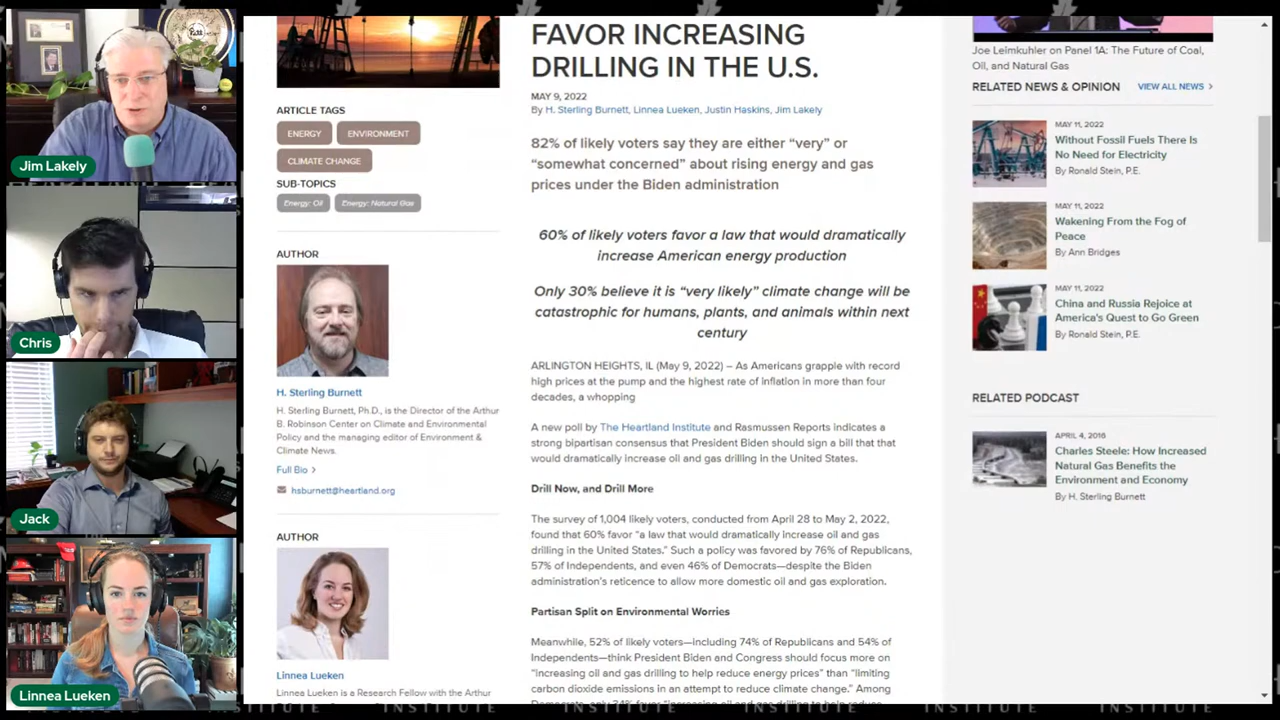 Jim Lakely
Chris
Jack
Linnea Lueken
ARTICLE TAGS
ENERGY
ENVIRONMENT
CLIMATE CHANGE
SUB-TOPICS
Energy: Oil
Energy: Natural Gas
AUTHOR
H. Sterling Burnett
H. Sterling Burnett, Ph.D., is the Director of the Arthur
B. Robinson Center on Climate and Environmental
Policy and the managing editor of Environment &
Climate News.
Full Bio >
hsburnett@heartland.org
AUTHOR
Linnea Lueken
Linnea Lueken is a Research Fellow with the Arthur
FAVOR INCREASING
DRILLING IN THE U.S.
MAY 9, 2022
By H. Sterling Burnett, Linnea Lueken, Justin Haskins, Jim Lakely
82% of likely voters say they are either “very” or
“somewhat concerned” about rising energy and gas
prices under the Biden administration
60% of likely voters favor a law that would dramatically
increase American energy production
Only 30% believe it is “very likely” climate change will be
catastrophic for humans, plants, and animals within next
century
ARLINGTON HEIGHTS, IL (May 9, 2022) – As Americans grapple with record
high prices at the pump and the highest rate of inflation in more than four
decades, a whopping
A new poll by The Heartland Institute and Rasmussen Reports indicates a
strong bipartisan consensus that President Biden should sign a bill that that
would dramatically increase oil and gas drilling in the United States.
Drill Now, and Drill More
The survey of 1,004 likely voters, conducted from April 28 to May 2, 2022,
found that 60% favor “a law that would dramatically increase oil and gas
drilling in the United States.” Such a policy was favored by 76% of Republicans,
57% of Independents, and even 46% of Democrats—despite the Biden
administration’s reticence to allow more domestic oil and gas exploration.
Partisan Split on Environmental Worries
Meanwhile, 52% of likely voters—including 74% of Republicans and 54% of
Independents—think President Biden and Congress should focus more on
“increasing oil and gas drilling to help reduce energy prices” than “limiting
carbon dioxide emissions in an attempt to reduce climate change.” Among
Joe Leimkuhler on Panel 1A: The Future of Coal,
Oil, and Natural Gas
RELATED NEWS & OPINION
VIEW ALL NEWS >
MAY 11, 2022
Without Fossil Fuels There Is
No Need for Electricity
By Ronald Stein, P.E.
MAY 11, 2022
Wakening From the Fog of
Peace
By Ann Bridges
MAY 11, 2022
China and Russia Rejoice at
America's Quest to Go Green
By Ronald Stein, P.E.
RELATED PODCAST
APRIL 4, 2016
Charles Steele: How Increased
Natural Gas Benefits the
Environment and Economy
By H. Sterling Burnett